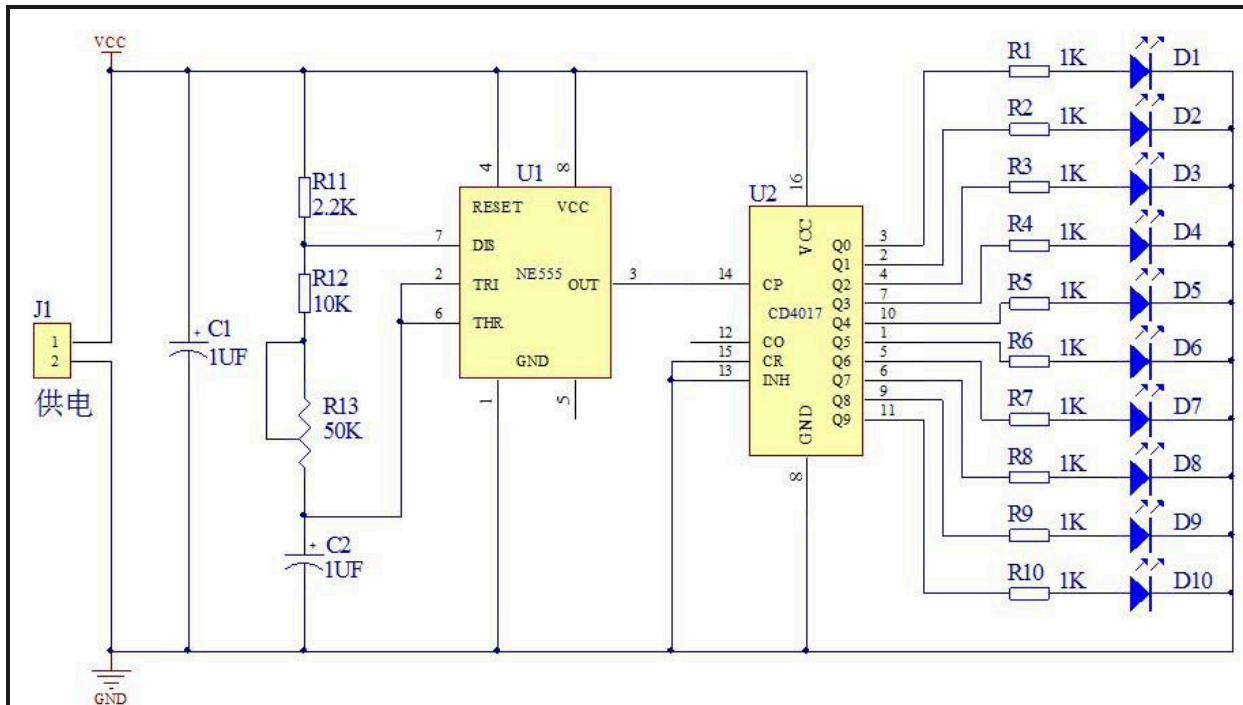 VCC
J1
1
2
供电
GND
C1
1UF
R11
2.2K
R12
10K
R13
50K
C2
1UF
U1
4
8
RESET
VCC
7
DIS
2
TRI
6
THR
NE555
OUT
3
GND
1
5
U2
16
VCC
14
CP
CD4017
12
CO
15
CR
13
INH
GND
8
Q0
3
Q1
2
Q2
4
Q3
7
Q4
10
Q5
1
Q6
5
Q7
6
Q8
9
Q9
11
R1 1K D1
R2 1K D2
R3 1K D3
R4 1K D4
R5 1K D5
R6 1K D6
R7 1K D7
R8 1K D8
R9 1K D9
R10 1K D10